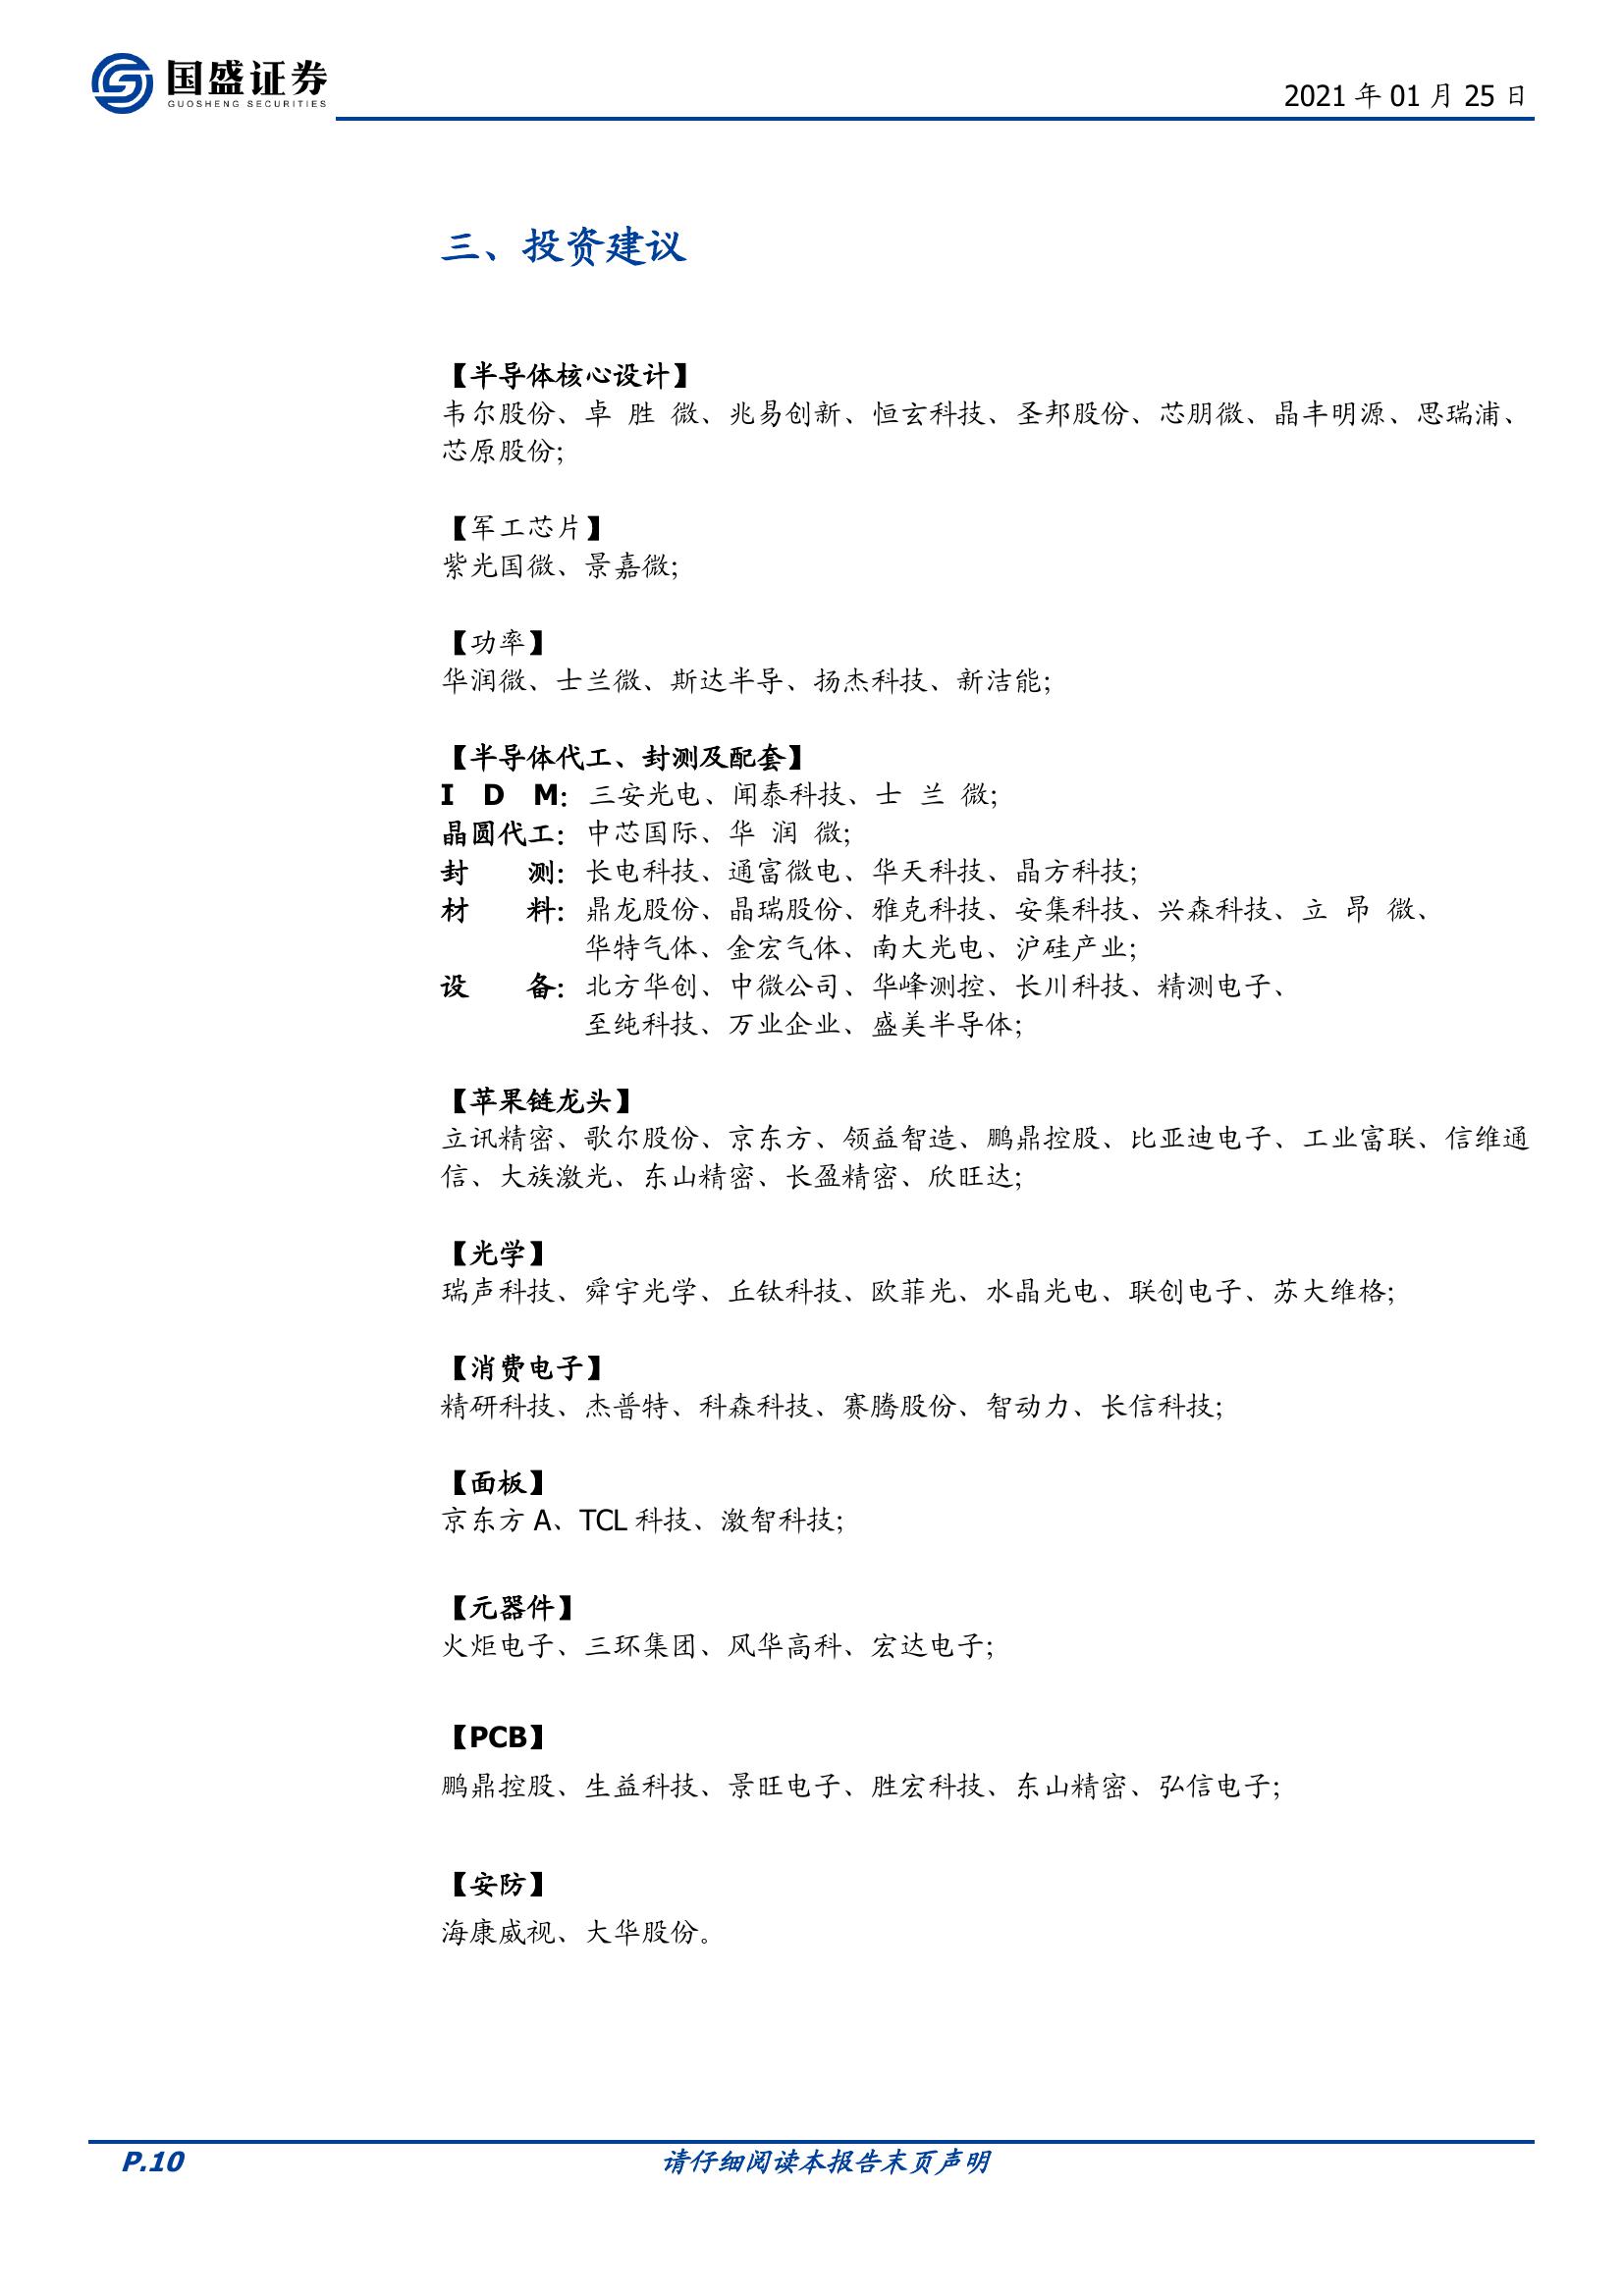 国盛证券
GUOSHENG SECURITIES
2021 年 01 月 25 日
三、投资建议
【半导体核心设计】
韦尔股份、卓 胜 微、兆易创新、恒玄科技、圣邦股份、芯朋微、晶丰明源、思瑞浦、
芯原股份;
【军工芯片】
紫光国微、景嘉微;
【功率】
华润微、士兰微、斯达半导、扬杰科技、新洁能;
【半导体代工、封测及配套】
I D M: 三安光电、闻泰科技、士 兰 微;
晶圆代工: 中芯国际、华 润 微;
封 测: 长电科技、通富微电、华天科技、晶方科技;
材 料: 鼎龙股份、晶瑞股份、雅克科技、安集科技、兴森科技、立 昂 微、
华特气体、金宏气体、南大光电、沪硅产业;
设 备: 北方华创、中微公司、华峰测控、长川科技、精测电子、
至纯科技、万业企业、盛美半导体;
【苹果链龙头】
立讯精密、歌尔股份、京东方、领益智造、鹏鼎控股、比亚迪电子、工业富联、信维通
信、大族激光、东山精密、长盈精密、欣旺达;
【光学】
瑞声科技、舜宇光学、丘钛科技、欧菲光、水晶光电、联创电子、苏大维格;
【消费电子】
精研科技、杰普特、科森科技、赛腾股份、智动力、长信科技;
【面板】
京东方 A、TCL 科技、激智科技;
【元器件】
火炬电子、三环集团、风华高科、宏达电子;
【PCB】
鹏鼎控股、生益科技、景旺电子、胜宏科技、东山精密、弘信电子;
【安防】
海康威视、大华股份。
P.10
请仔细阅读本报告末页声明